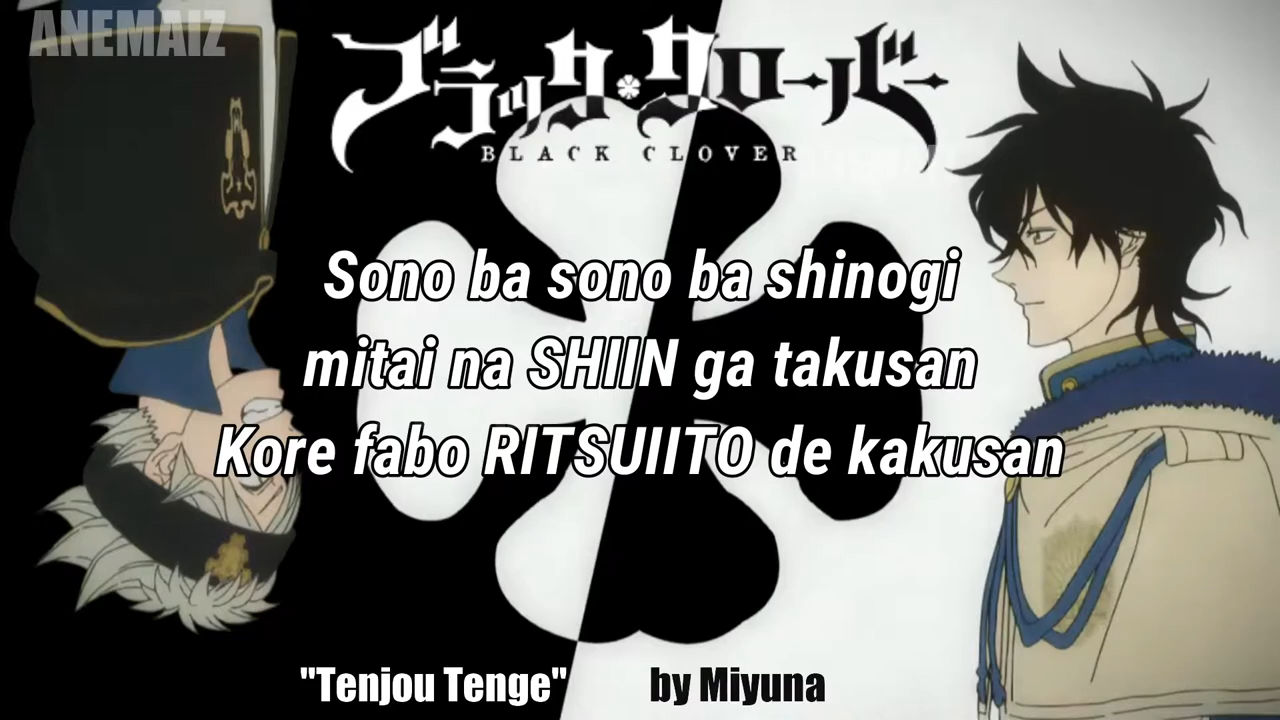 ANEMAIZ
ブラック・クローバー
BLACK CLOVER
Sono ba sono ba shinogi
mitai na SHIIN ga takusan
Kore fabo RITSUIITO de kakusan
"Tenjou Tenge" by Miyuna